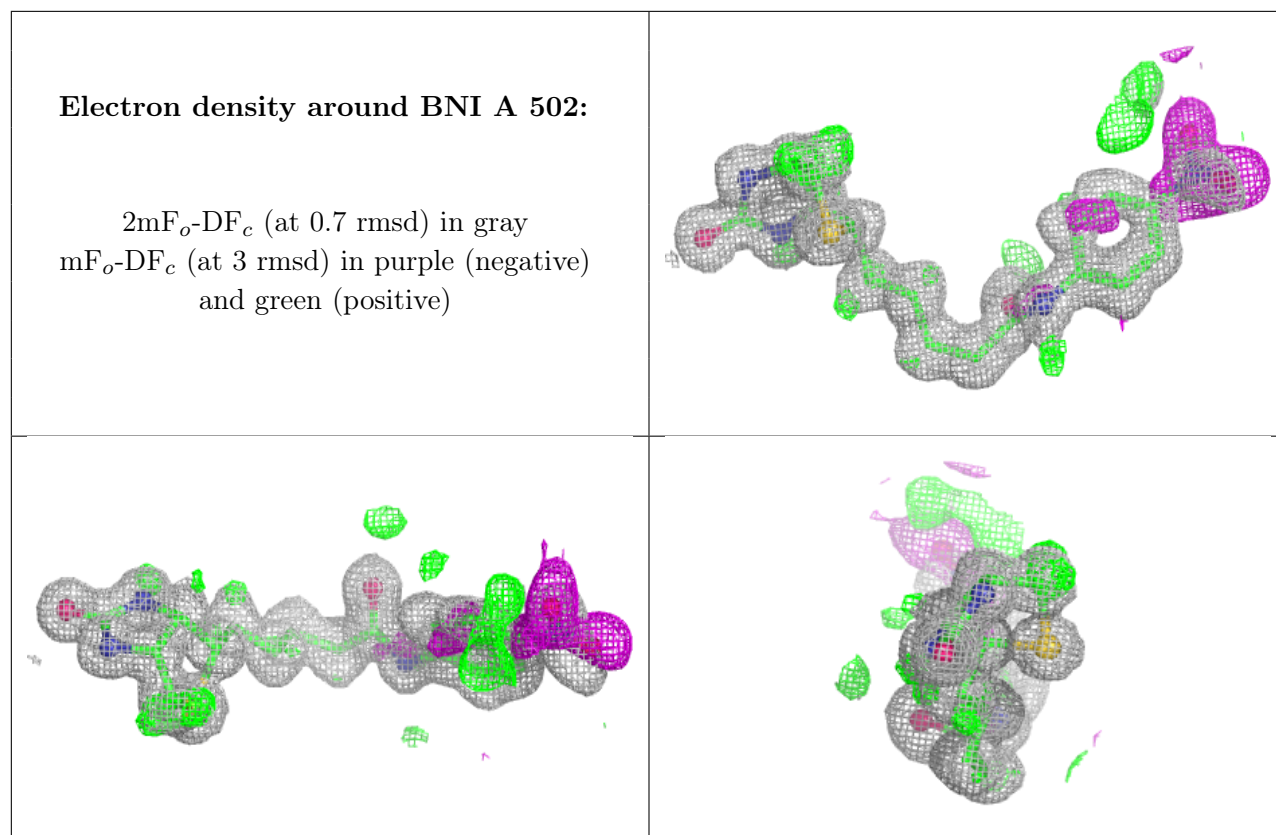 Electron density around BNI A 502:
2mFo-DFc (at 0.7 rmsd) in gray
mFo-DFc (at 3 rmsd) in purple (negative)
and green (positive)